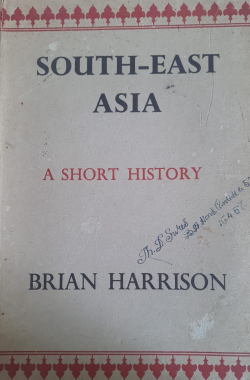 SOUTH-EAST
ASIA
A SHORT HISTORY
BRIAN HARRISON